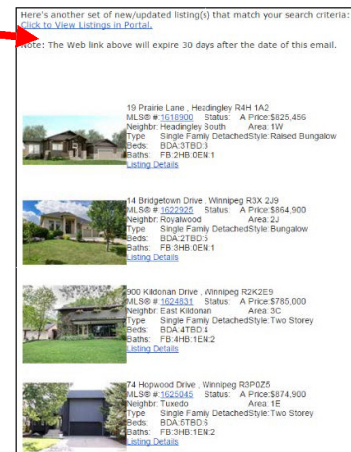 Here's another set of new/updated listing(s) that match your search criteria:
Click to View Listings in Portal.
Note: The Web link above will expire 30 days after the date of this email.
19 Prairie Lane , Headingley R4H 1A2
MLS® #:1618900 Status: A Price:$825,456
Neighbr: Headingley South Area: 1W
Type Single Family DetachedStyle:Raised Bungalow
Beds: BDA:3TBD:3
Baths: FB:2HB:0EN:1
Listing Details
14 Bridgetown Drive , Winnipeg R3X 2J9
MLS® #:1622925 Status: A Price:$864,900
Neighbr: Royalwood Area: 2J
Type Single Family DetachedStyle:Bungalow
Beds: BDA:2TBD:5
Baths: FB:3HB:0EN:1
Listing Details
900 Kildonan Drive , Winnipeg R2K2E9
MLS® #:1624831 Status: A Price:$785,000
Neighbr: East Kildonan Area: 3C
Type Single Family DetachedStyle:Two Storey
Beds: BDA:4TBD:4
Baths: FB:4HB:1EN:2
Listing Details
74 Hopwood Drive , Winnipeg R3P0Z5
MLS® #:1625045 Status: A Price:$874,900
Neighbr: Tuxedo Area: 1E
Type Single Family DetachedStyle:Two Storey
Beds: BDA:5TBD:5
Baths: FB:3HB:1EN:2
Listing Details